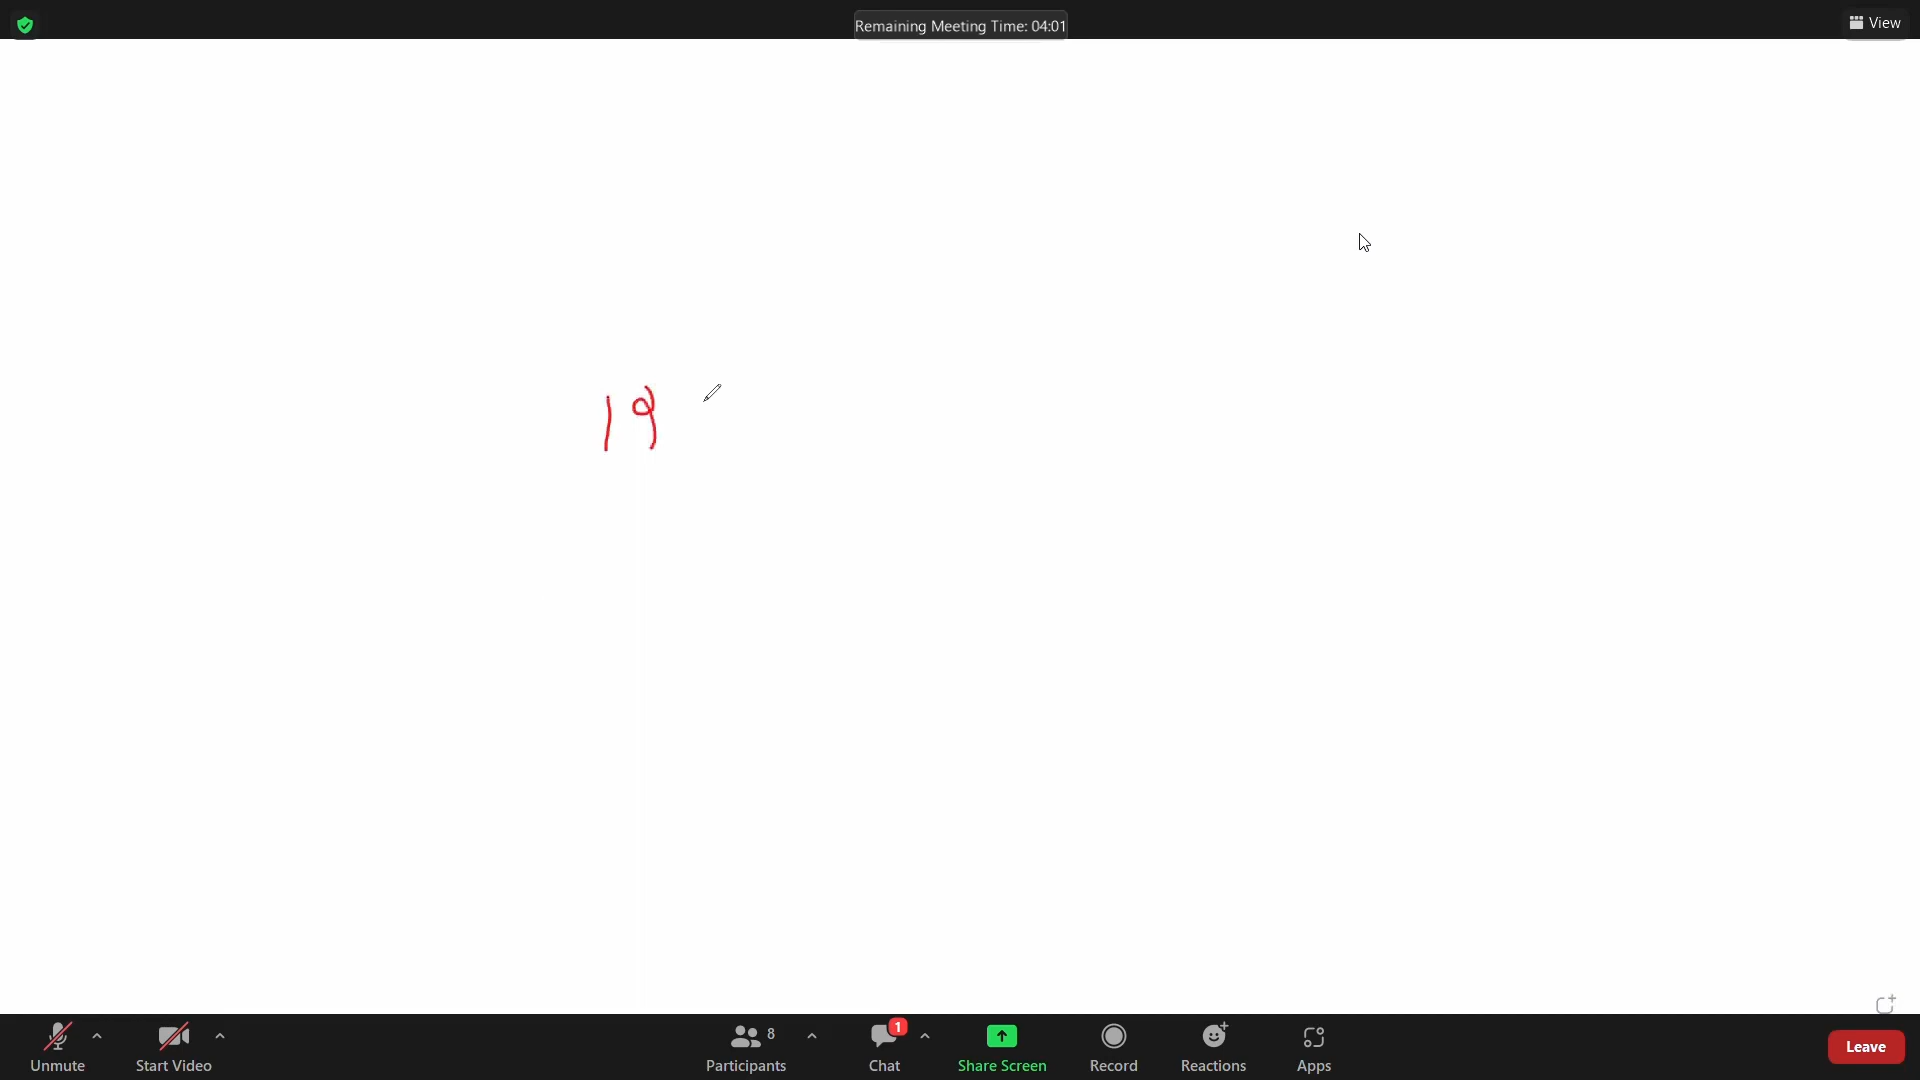 Remaining Meeting Time: 04:01
View
19
Unmute
Start Video
8
Participants
1
Chat
Share Screen
Record
Reactions
Apps
Leave